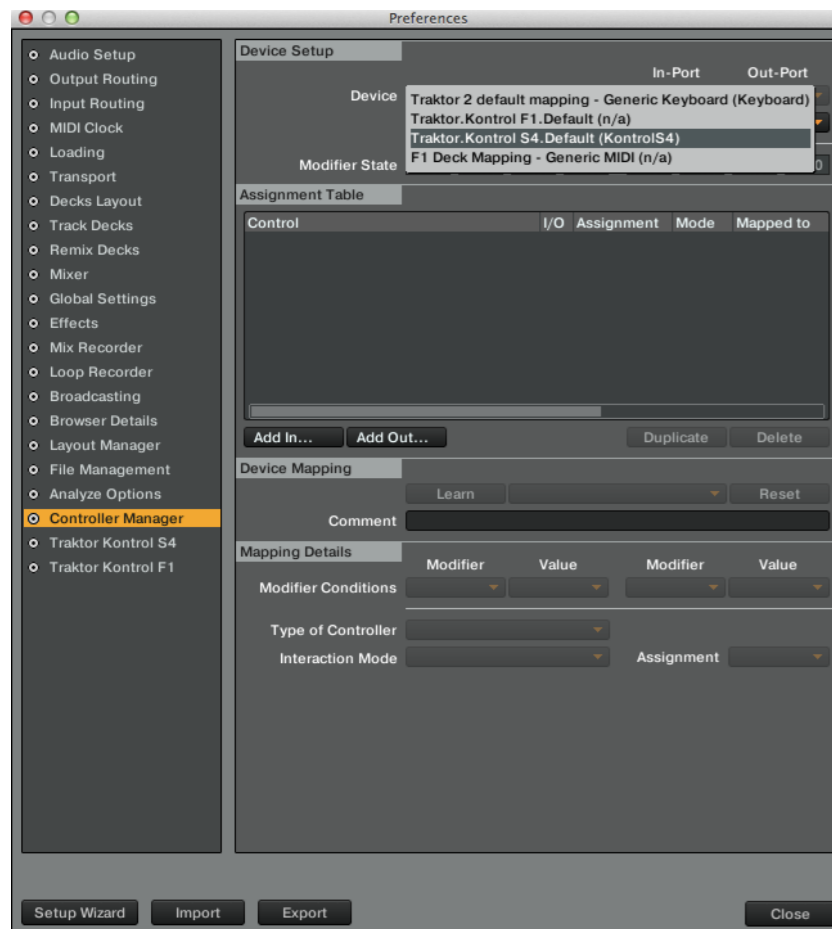 Preferences
Audio Setup
Output Routing
Input Routing
MIDI Clock
Loading
Transport
Decks Layout
Track Decks
Remix Decks
Mixer
Global Settings
Effects
Mix Recorder
Loop Recorder
Broadcasting
Browser Details
Layout Manager
File Management
Analyze Options
Controller Manager
Traktor Kontrol S4
Traktor Kontrol F1
Device Setup
In-Port Out-Port
Device
Traktor 2 default mapping - Generic Keyboard (Keyboard)
Traktor.Kontrol F1.Default (n/a)
Traktor.Kontrol S4.Default (KontrolS4)
F1 Deck Mapping - Generic MIDI (n/a)
Modifier State
0
Assignment Table
Control I/O Assignment Mode Mapped to
Add In... Add Out... Duplicate Delete
Device Mapping
Learn Reset
Comment
Mapping Details
Modifier Value Modifier Value
Modifier Conditions
Type of Controller
Interaction Mode Assignment
Setup Wizard Import Export Close